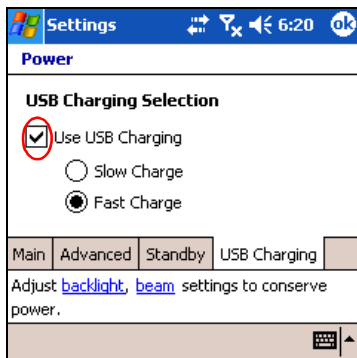 Settings 6:20 ok
Power
USB Charging Selection
Use USB Charging
Slow Charge
Fast Charge
Main Advanced Standby USB Charging
Adjust backlight, beam settings to conserve
power.